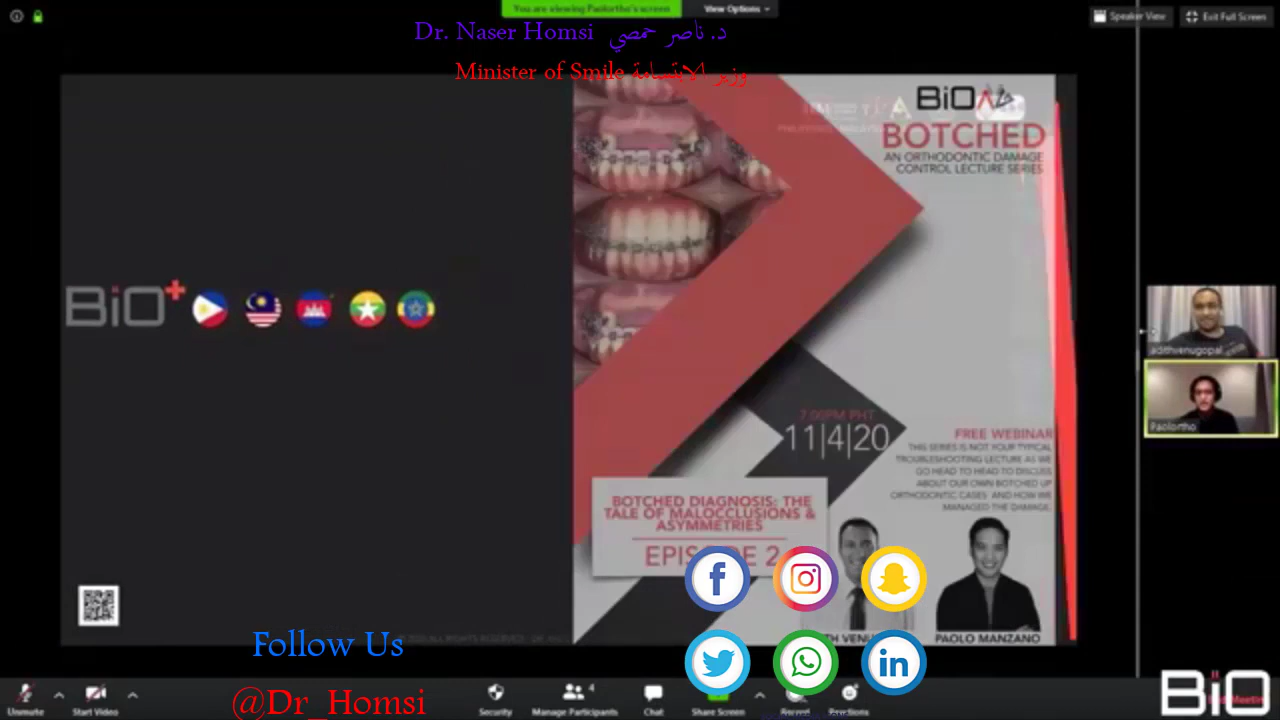 You are viewing Paolortho's screen
View Options
Speaker View
Exit Full Screen
Dr. Naser Homsi د. ناصر حمصي
Minister of Smile وزير الابتسامة
BiO
BOTCHED
AN ORTHODONTIC DAMAGE
CONTROL LECTURE SERIES
BiO+
adithvenugopal
Paolortho
7:00PM PHT
11|4|20
FREE WEBINAR
THIS SERIES IS NOT YOUR TYPICAL
TROUBLESHOOTING LECTURE AS WE
GO HEAD TO HEAD TO DISCUSS
ABOUT OUR OWN BOTCHED UP
ORTHODONTIC CASES AND HOW WE
MANAGED THE DAMAGE.
BOTCHED DIAGNOSIS: THE
TALE OF MALOCCLUSIONS &
ASYMMETRIES
EPISODE 2
PAOLO MANZANO
Follow Us
@Dr_Homsi
Unmute
Start Video
Security
Manage Participants
4
Chat
Share Screen
Record
Reactions
BiO